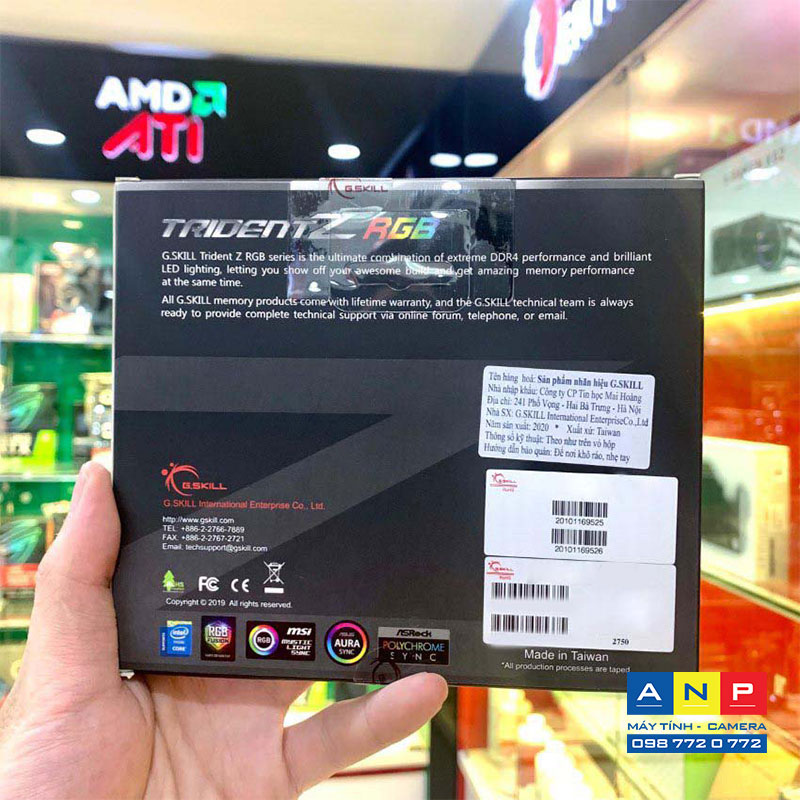 AMD
ATI
G.SKILL
TRIDENTZ RGB
G.SKILL Trident Z RGB series is the ultimate combination of extreme DDR4 performance and brilliant
LED lighting, letting you show off your awesome build and get amazing memory performance
at the same time.
All G.SKILL memory products come with lifetime warranty, and the G.SKILL technical team is always
ready to provide complete technical support via online forum, telephone, or email.
Tên hàng hoá: Sản phẩm nhãn hiệu G.SKILL
Nhà nhập khẩu: Công ty CP Tin học Mai Hoàng
Địa chỉ: 241 Phố Vọng - Hai Bà Trưng - Hà Nội
Nhà SX: G.SKILL International EnterpriseCo.,Ltd
Năm sản xuất: 2020 * Xuất xứ: Taiwan
Thông số kỹ thuật: Theo như trên vỏ hộp
Hướng dẫn bảo quản: Để nơi khô ráo, nhẹ tay
G.SKILL
G.SKILL International Enterprise Co., Ltd.
http://www.gskill.com
TEL: +886-2-2766-7889
FAX: +886-2-2767-2721
Email: techsupport@gskill.com
FC CE
Copyright © 2019 All rights reserved.
G.SKILL
20101169525
20101169526
G.SKILL
2750
intel
CORE
RGB
FUSION
RGB
msi
MYSTIC
LIGHT
SYNC
AURA
SYNC
ASRock
POLYCHROME
SYNC
Made in Taiwan
*All production processes are taped
ANP
MÁY TÍNH - CAMERA
098 772 0 772